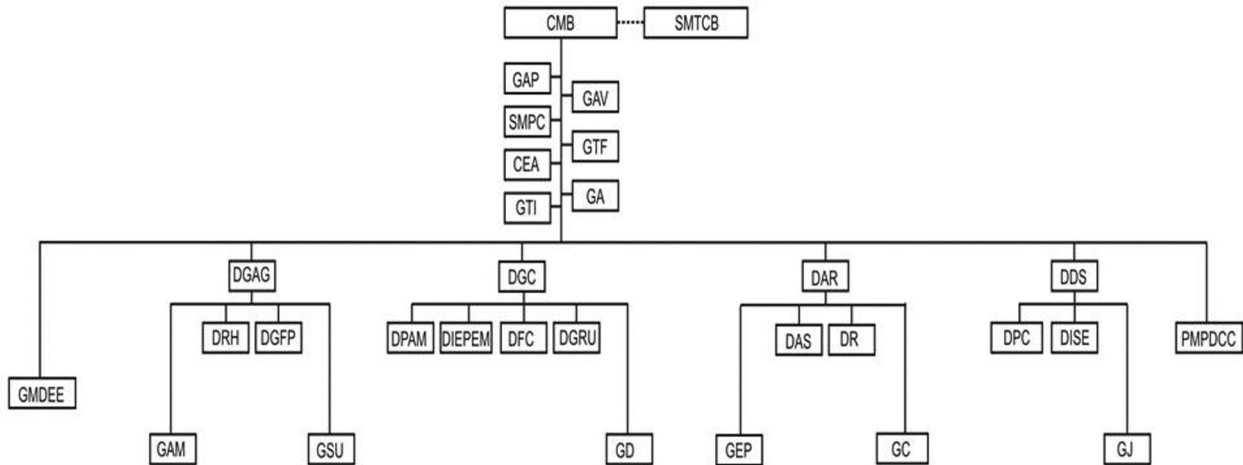 CMB SMTCB
GAP
GAV
SMPC
GTF
CEA
GA
GTI
DGAG DGC DAR DDS
DRH DGFP DPAM DIEPEM DFC DGRU DAS DR DPC DISE PMPDCC
GMDEE
GAM GSU GD GEP GC GJ